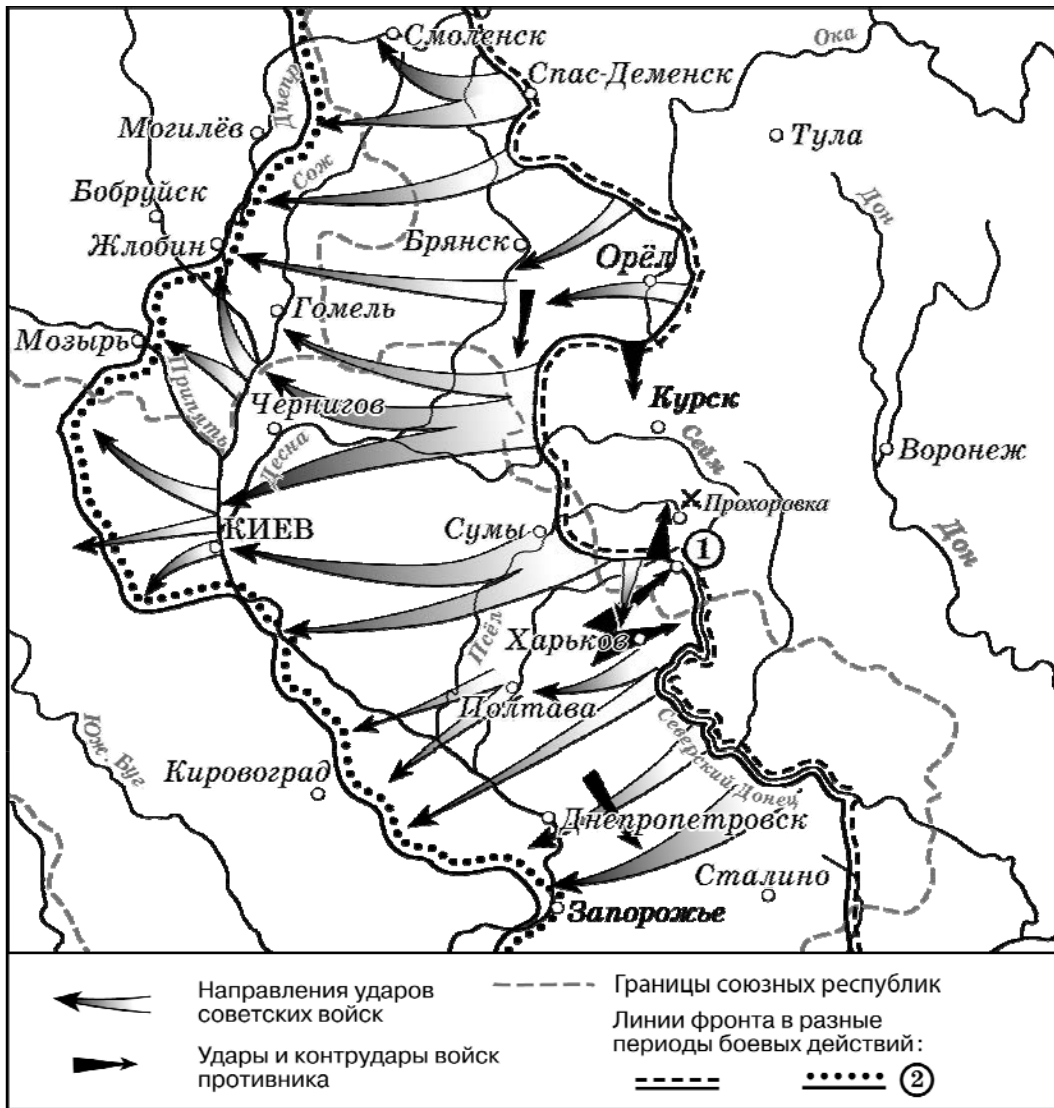 Смоленск
Ока
Спас-Деменск
Днепр
Могилёв
Тула
Сож
Бобруйск
Дон
Жлобин
Брянск
Орёл
Гомель
Мозырь
Припять
Чернигов
Курск
Сейм
Десна
Воронеж
Прохоровка
КИЕВ
Сумы
1
Дон
Псёл
Харьков
Полтава
Юж. Буг
Северский Донец
Кировоград
Днепропетровск
Сталино
Запорожье
Направления ударов
советских войск
Удары и контрудары войск
противника
Границы союзных республик
Линии фронта в разные
периоды боевых действий:
2